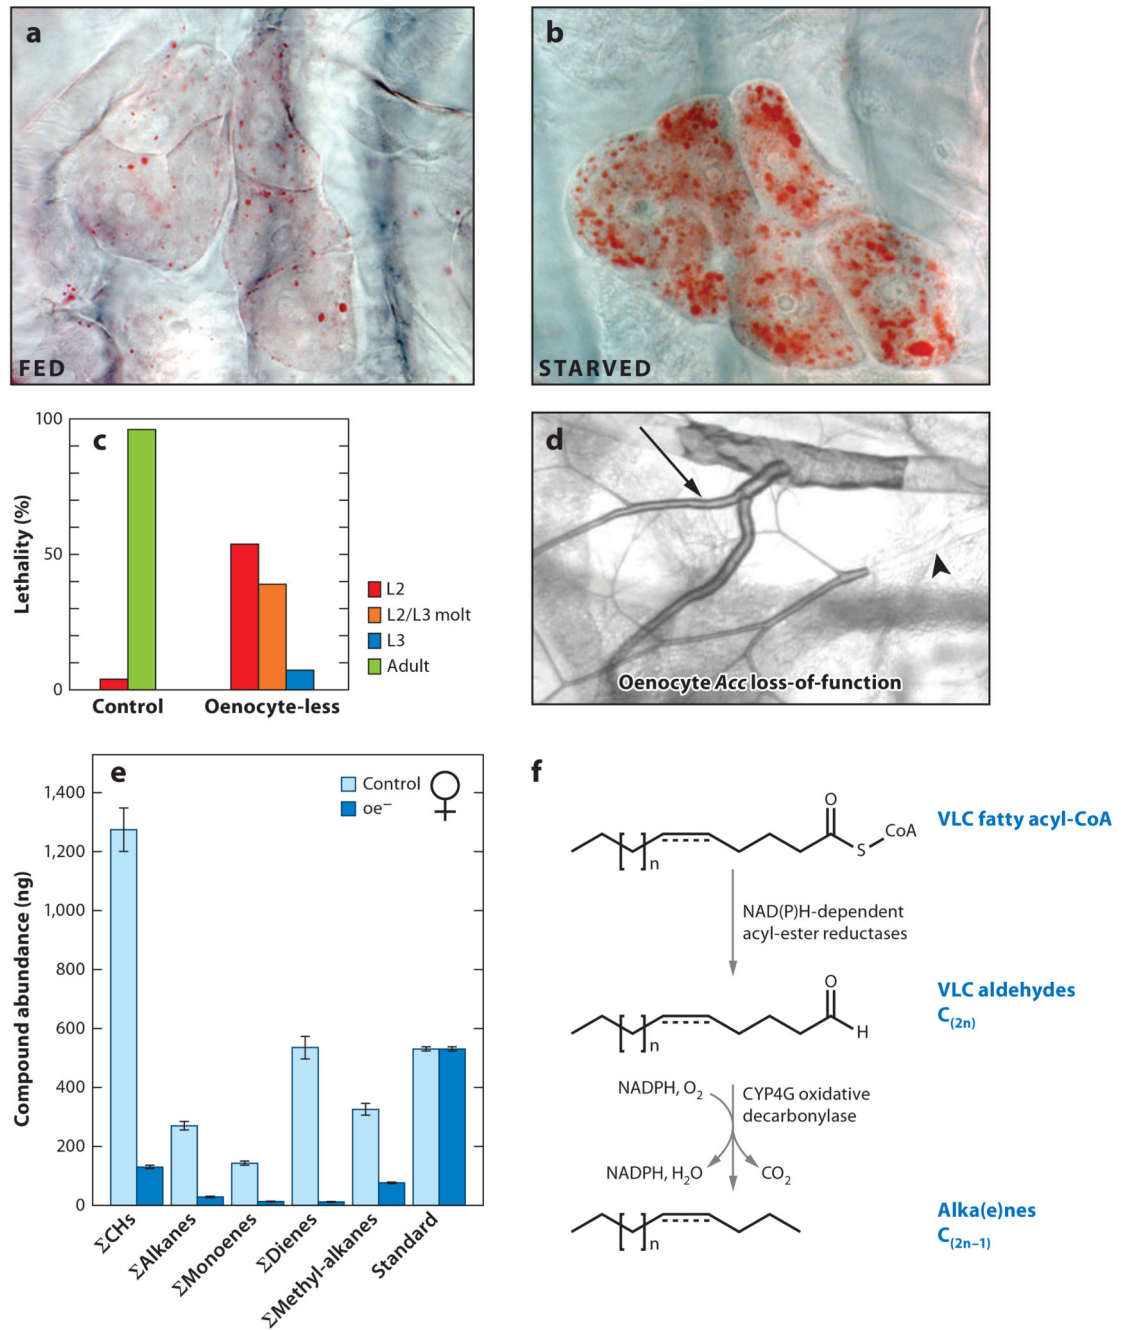 a
FED
b
STARVED
c
Lethality (%)
100
50
0
Control
Oenocyte-less
L2
L2/L3 molt
L3
Adult
d
Oenocyte Acc loss-of-function
e
Compound abundance (ng)
1,400
1,200
1,000
800
600
400
200
0
Control
oe⁻
ΣCHs
ΣAlkanes
ΣMonoenes
ΣDienes
ΣMethyl-alkanes
Standard
f
O
CoA
S
n
VLC fatty acyl-CoA
NAD(P)H-dependent
acyl-ester reductases
O
H
n
VLC aldehydes
C(2n)
NADPH, O₂
CYP4G oxidative
decarbonylase
NADPH, H₂O
CO₂
n
Alka(e)nes
C(2n–1)